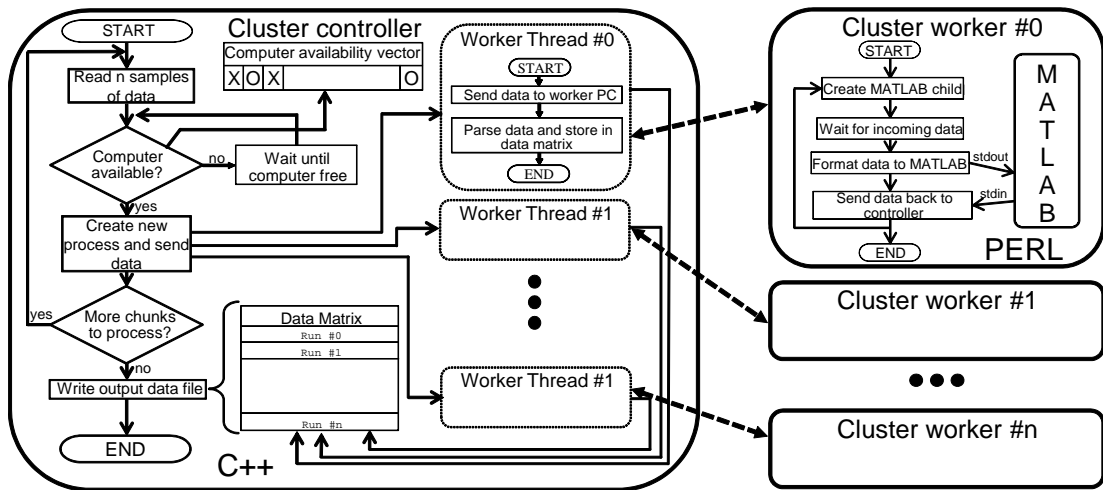 Cluster controller
START
Read n samples
of data
Computer availability vector
X O X O
Computer
available?
no
Wait until
computer free
yes
Create new
process and send
data
More chunks
to process?
yes
no
Write output data file
END
Data Matrix
Run #0
Run #1
Run #n
C++
Worker Thread #0
START
Send data to worker PC
Parse data and store in
data matrix
END
Worker Thread #1
Worker Thread #1
Cluster worker #0
START
Create MATLAB child
Wait for incoming data
Format data to MATLAB
stdout
Send data back to
controller
stdin
END
MATLAB
PERL
Cluster worker #1
Cluster worker #n